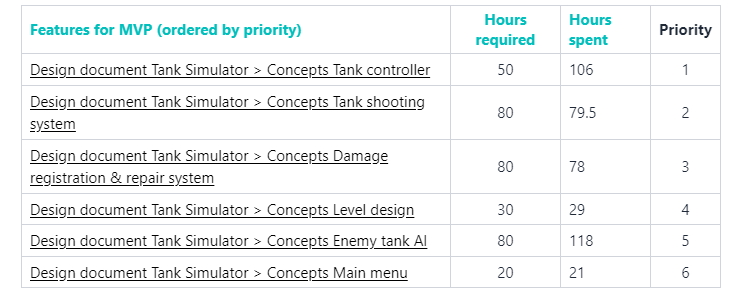 Features for MVP (ordered by priority) Hours required Hours spent Priority
Design document Tank Simulator > Concepts Tank controller 50 106 1
Design document Tank Simulator > Concepts Tank shooting
system 80 79.5 2
Design document Tank Simulator > Concepts Damage
registration & repair system 80 78 3
Design document Tank Simulator > Concepts Level design 30 29 4
Design document Tank Simulator > Concepts Enemy tank AI 80 118 5
Design document Tank Simulator > Concepts Main menu 20 21 6